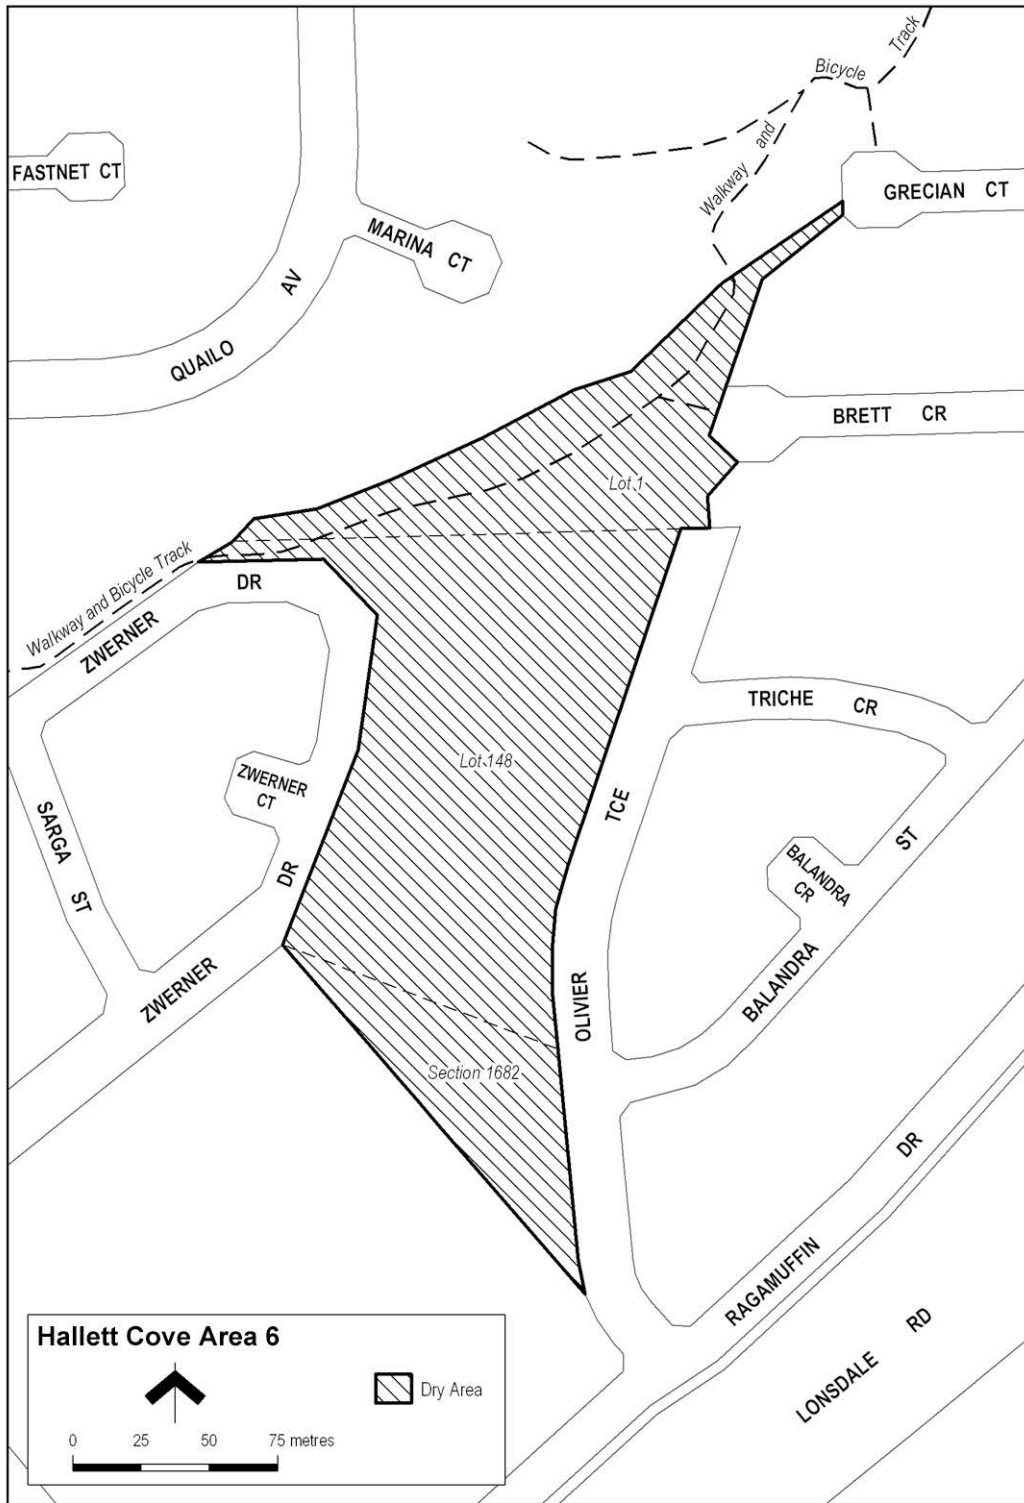 Bicycle
Track
and
Walkway
FASTNET CT
GRECIAN CT
MARINA CT
AV
QUAILO
BRETT CR
Lot 1
Walkway and Bicycle Track
DR
ZWERNER
TRICHE CR
Lot 148
ZWERNER
CT
TCE
SARGA ST
DR
ST
BALANDRA
CR
ZWERNER
OLIVIER
BALANDRA
Section 1682
DR
RAGAMUFFIN
LONSDALE RD
Hallett Cove Area 6
Dry Area
0 25 50 75 metres